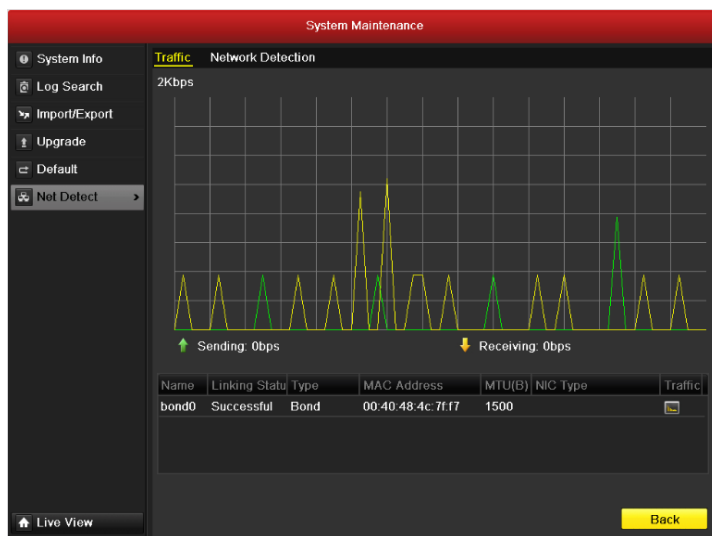 System Maintenance
System Info
Log Search
Import/Export
Upgrade
Default
Net Detect
Live View
Traffic Network Detection
2Kbps
Sending: 0bps Receiving: 0bps
Name Linking Statu Type MAC Address MTU(B) NIC Type Traffic
bond0 Successful Bond 00:40:48:4c:7f:f7 1500
Back